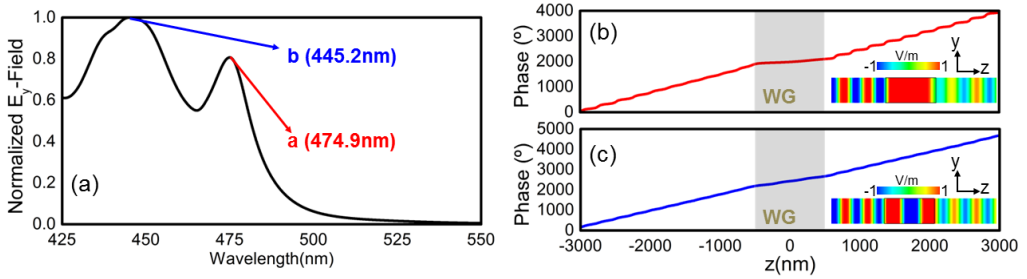 Normalized Ey-Field
1.0
0.8
0.6
0.4
0.2
0.0
b (445.2nm)
a (474.9nm)
(a)
425 450 475 500 525 550
Wavelength(nm)
Phase (º)
4000
3000
2000
1000
0
(b)
WG
V/m
-1 1
y
z
Phase (º)
5000
4000
3000
2000
1000
0
(c)
WG
V/m
-1 1
y
z
-3000 -2000 -1000 0 1000 2000 3000
z(nm)